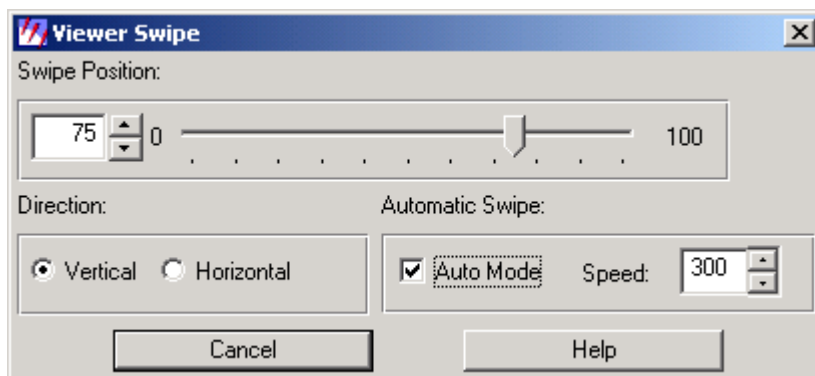 Viewer Swipe
Swipe Position:
75 0 100
Direction: Automatic Swipe:
Vertical Horizontal Auto Mode Speed: 300
Cancel Help